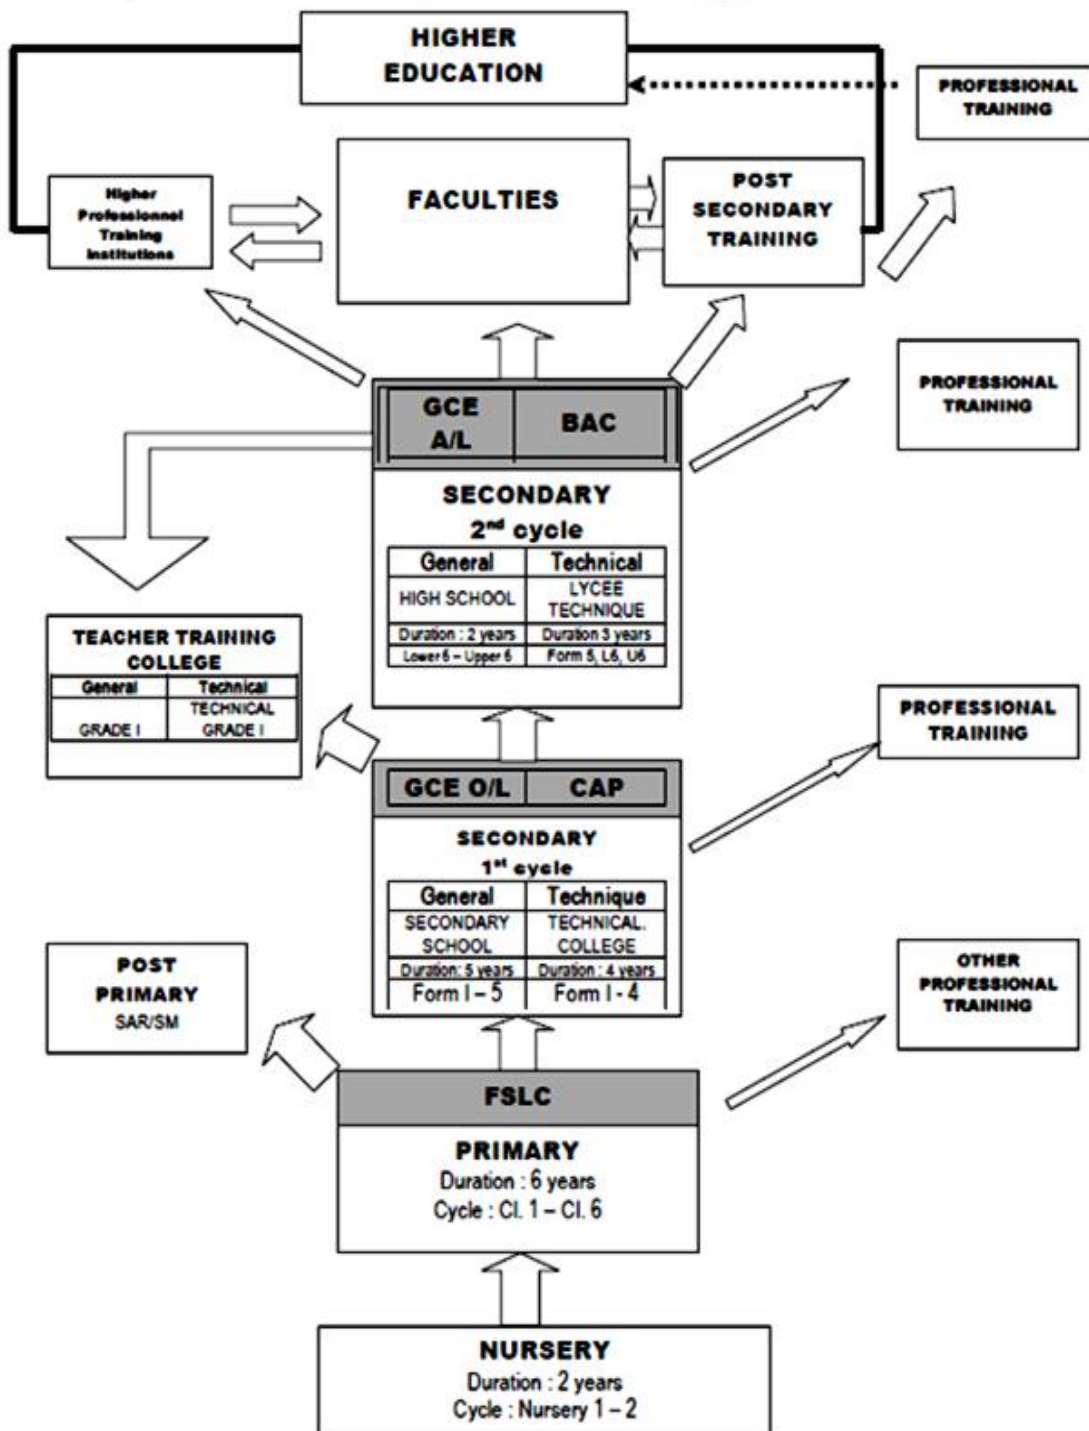 HIGHER
EDUCATION
PROFESSIONAL
TRAINING
Higher
Professionnel
Training
Institutions
FACULTIES
POST
SECONDARY
TRAINING
PROFESSIONAL
TRAINING
GCE
A/L
BAC
SECONDARY
2nd cycle
General
Technical
HIGH SCHOOL
LYCEE
TECHNIQUE
Duration : 2 years
Duration 3 years
Lower 6 – Upper 6
Form 5, L6, U6
TEACHER TRAINING
COLLEGE
General
Technical
GRADE I
TECHNICAL
GRADE I
PROFESSIONAL
TRAINING
GCE O/L
CAP
SECONDARY
1st cycle
General
Technique
SECONDARY
SCHOOL
TECHNICAL.
COLLEGE
Duration: 5 years
Duration : 4 years
Form I – 5
Form I - 4
POST
PRIMARY
SAR/SM
OTHER
PROFESSIONAL
TRAINING
FSLC
PRIMARY
Duration : 6 years
Cycle : Cl. 1 – Cl. 6
NURSERY
Duration : 2 years
Cycle : Nursery 1 – 2